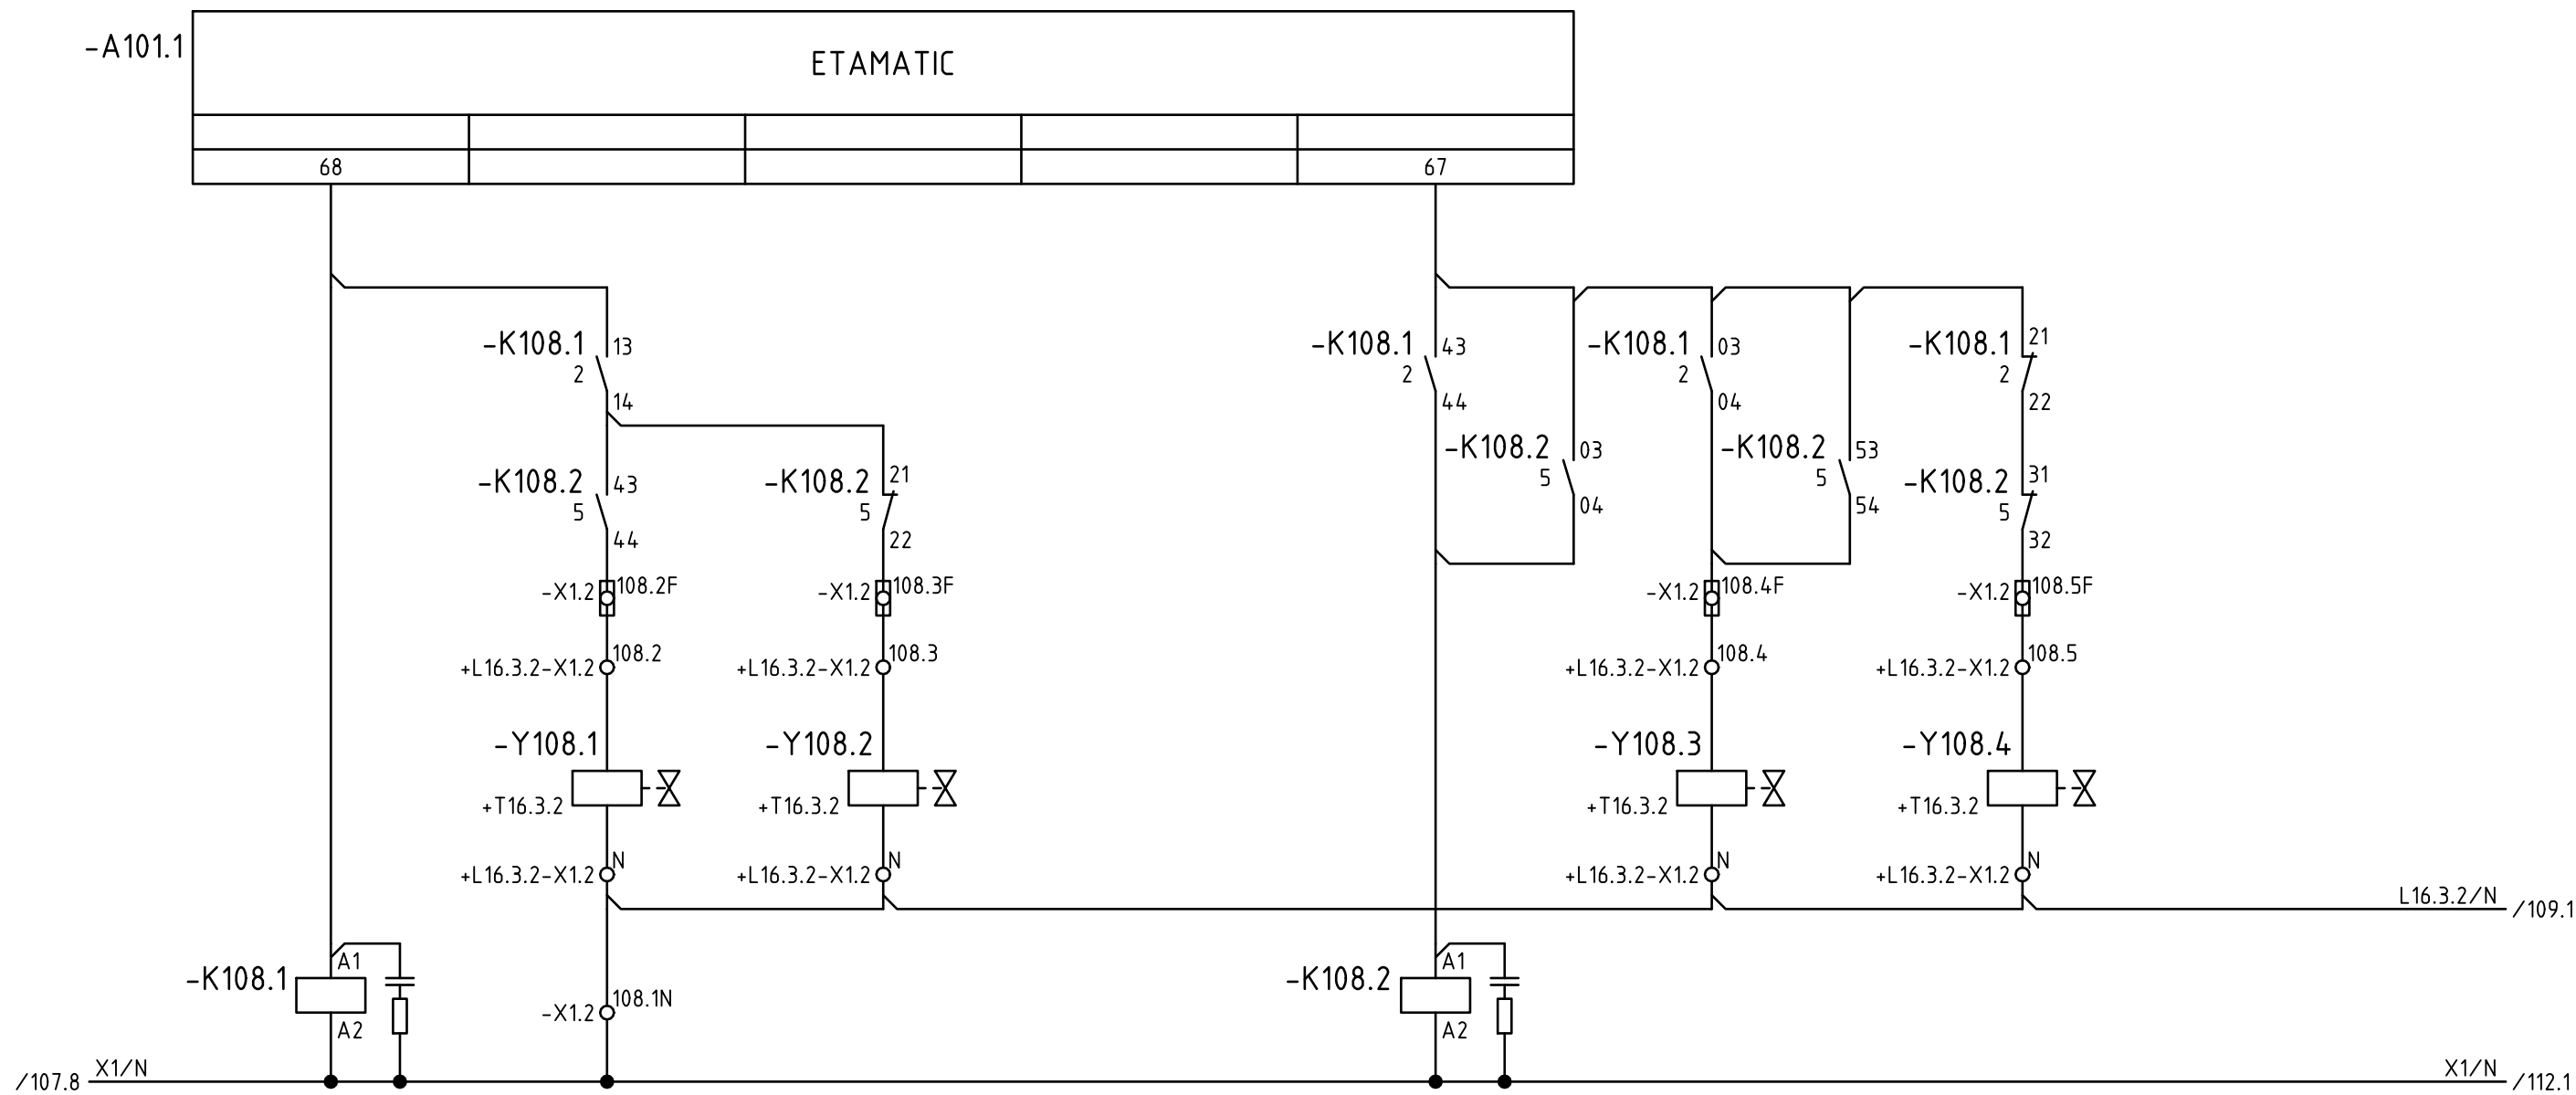 -A101.1
ETAMATIC
68 67
-K108.1 13 -K108.1 43 -K108.1 03 -K108.1 21
2 2 2 2
14 44 04 22
-K108.2 43 -K108.2 21 -K108.2 03 -K108.2 53 -K108.2 31
5 5 5 5 5
44 22 04 54 32
-X1.2 108.2F -X1.2 108.3F -X1.2 108.4F -X1.2 108.5F
+L16.3.2-X1.2 108.2 +L16.3.2-X1.2 108.3 +L16.3.2-X1.2 108.4 +L16.3.2-X1.2 108.5
-Y108.1 -Y108.2 -Y108.3 -Y108.4
+T16.3.2 +T16.3.2 +T16.3.2 +T16.3.2
+L16.3.2-X1.2 N +L16.3.2-X1.2 N +L16.3.2-X1.2 N +L16.3.2-X1.2 N
L16.3.2/N /109.1
-K108.1 A1 -K108.2 A1
-X1.2 108.1N
A2 A2
/107.8 X1/N X1/N /112.1